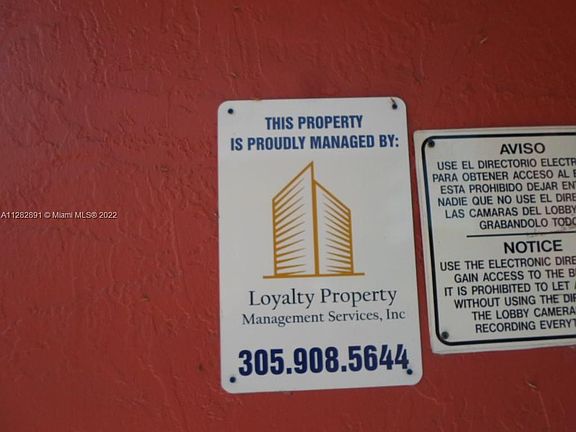 THIS PROPERTY
IS PROUDLY MANAGED BY:
Loyalty Property
Management Services, Inc
305.908.5644
AVISO
USE EL DIRECTORIO
PARA OBTENER ACCESO AL
ESTA PROHIBIDO DEJAR
NADIE QUE NO USE EL
LAS CAMARAS DEL LOBBY
GRABANDOLO
NOTICE
USE THE ELECTRONIC
GAIN ACCESS TO THE
IT IS PROHIBITED TO LET
WITHOUT USING THE
THE LOBBY
RECORDING
A11282891 © Miami MLS® 2022